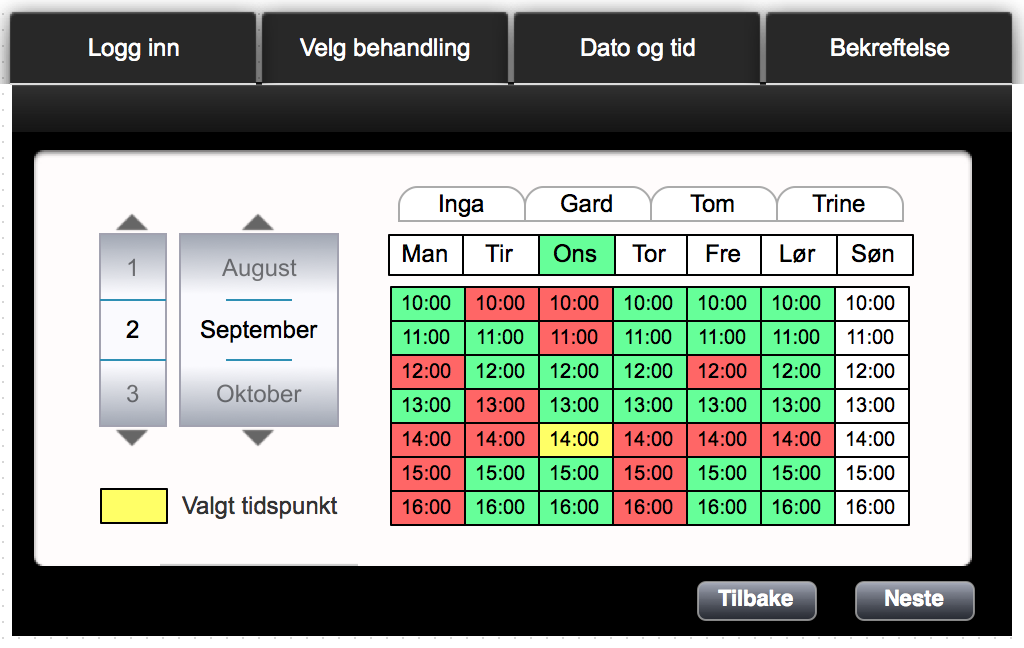 Logg inn Velg behandling Dato og tid Bekreftelse
Inga Gard Tom Trine
Man Tir Ons Tor Fre Lør Søn
1 August
2 September
3 Oktober
10:00 10:00 10:00 10:00 10:00 10:00 10:00
11:00 11:00 11:00 11:00 11:00 11:00 11:00
12:00 12:00 12:00 12:00 12:00 12:00 12:00
13:00 13:00 13:00 13:00 13:00 13:00 13:00
14:00 14:00 14:00 14:00 14:00 14:00 14:00
15:00 15:00 15:00 15:00 15:00 15:00 15:00
16:00 16:00 16:00 16:00 16:00 16:00 16:00
Valgt tidspunkt
Tilbake Neste